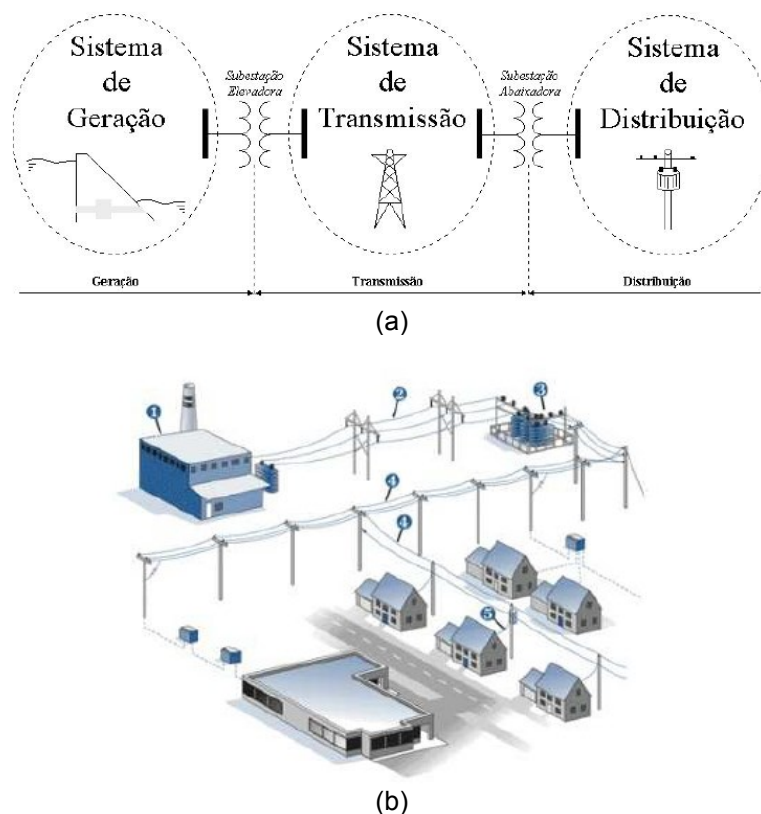 Sistema
de
Geração
Subestação
Elevadora
Sistema
de
Transmissão
Subestação
Abaixadora
Sistema
de
Distribuição
Geração
Transmissão
Distribuição
(a)
1
2
3
4
4
5
(b)